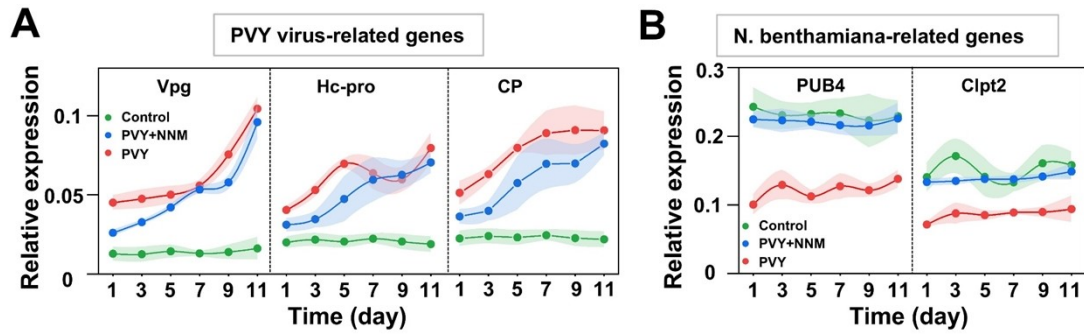 A
PVY virus-related genes
Relative expression
0.1
0.05
0
Vpg
Hc-pro
CP
Control
PVY+NNM
PVY
1 3 5 7 9 11 1 3 5 7 9 11 1 3 5 7 9 11
Time (day)
B
N. benthamiana-related genes
Relative expression
0.3
0.2
0.1
0
PUB4
Clpt2
Control
PVY+NNM
PVY
1 3 5 7 9 11 1 3 5 7 9 11
Time (day)